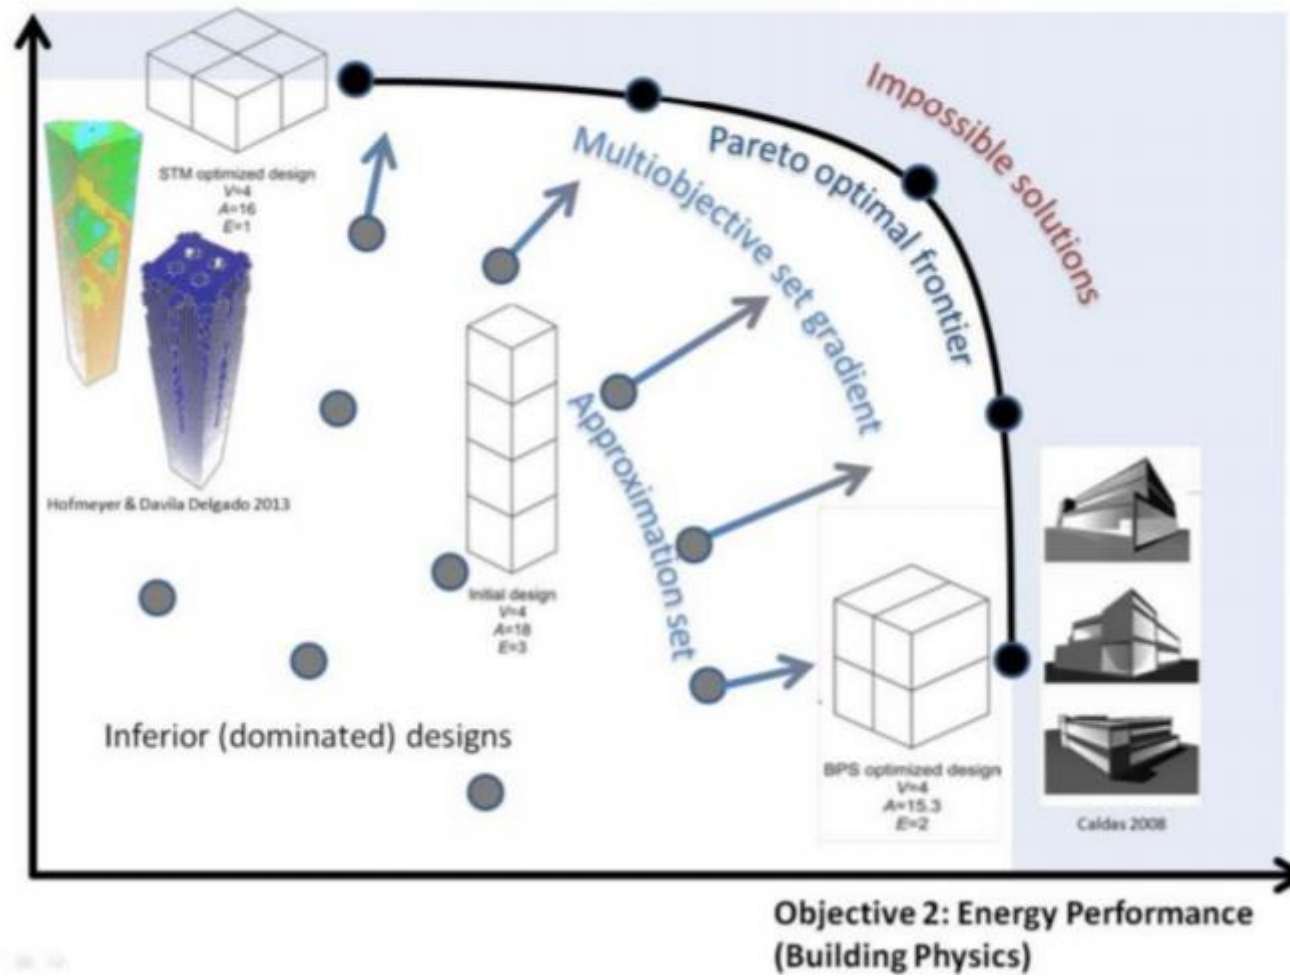 STM optimized design
V=4
A=16
E=1
Hofmeyer & Davila Delgado 2013
Multiobjective set gradient
Pareto optimal frontier
Impossible solutions
Approximation set
Initial design
V=4
A=18
E=3
Inferior (dominated) designs
BPS optimized design
V=4
A=15.3
E=2
Caldas 2008
Objective 2: Energy Performance
(Building Physics)